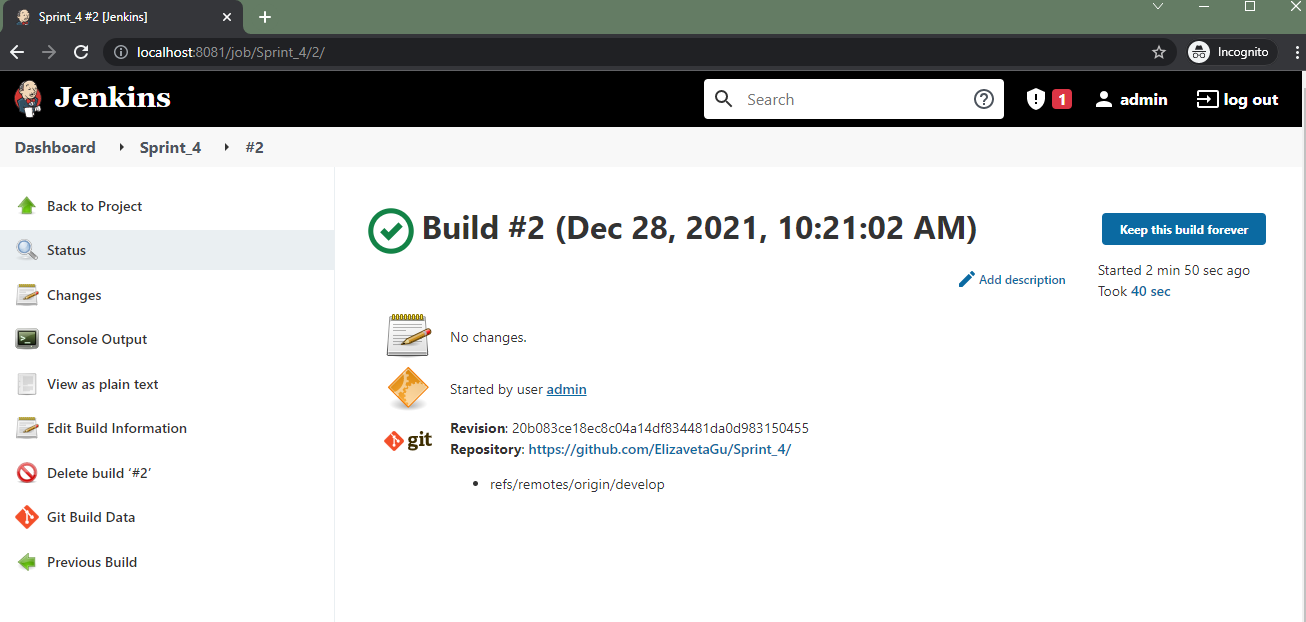 Sprint_4 #2 [Jenkins]
localhost:8081/job/Sprint_4/2/
Incognito
Jenkins
Search
1
admin
log out
Dashboard
Sprint_4
#2
Back to Project
Status
Changes
Console Output
View as plain text
Edit Build Information
Delete build ‘#2’
Git Build Data
Previous Build
Build #2 (Dec 28, 2021, 10:21:02 AM)
Keep this build forever
Add description
Started 2 min 50 sec ago
Took 40 sec
No changes.
Started by user admin
git
Revision: 20b083ce18ec8c04a14df834481da0d983150455
Repository: https://github.com/ElizavetaGu/Sprint_4/
• refs/remotes/origin/develop